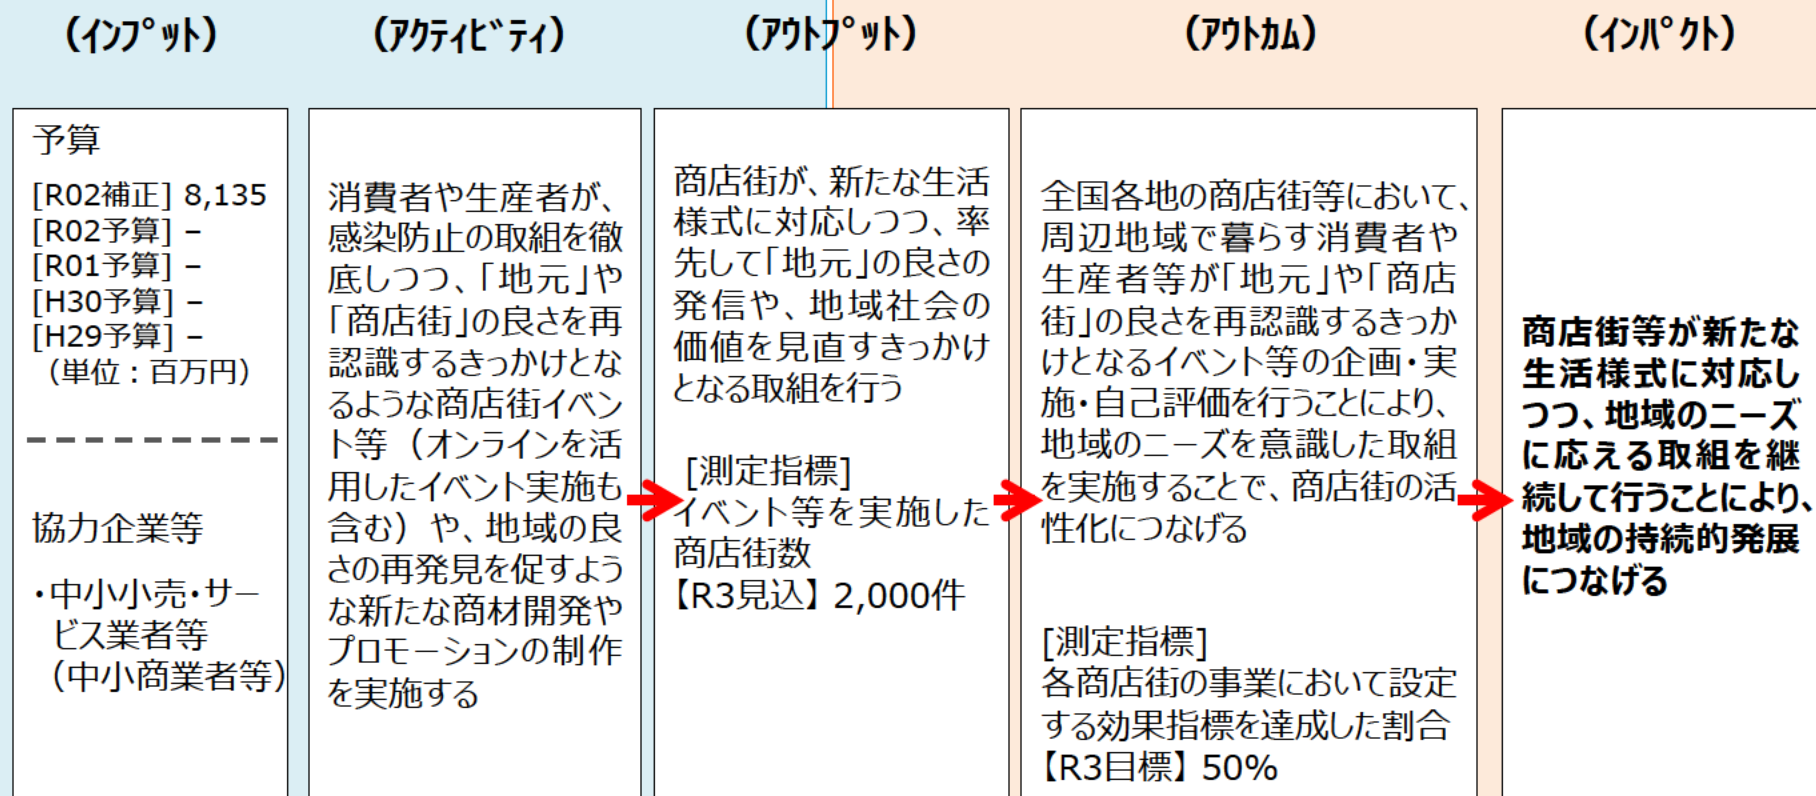 （ｲﾝﾌﾟｯﾄ）
（ｱｸﾃｨﾋﾞﾃｨ）
（ｱｳﾄﾌﾟｯﾄ）
（ｱｳﾄｶﾑ）
（ｲﾝﾊﾟｸﾄ）
予算
[R02補正] 8,135
[R02予算] −
[R01予算] −
[H30予算] −
[H29予算] −
（単位：百万円）
協力企業等
・中小小売・サー
ビス業者等
（中小商業者等）
消費者や生産者が、
感染防止の取組を徹
底しつつ、「地元」や
「商店街」の良さを再
認識するきっかけとな
るような商店街イベン
ト等（オンラインを活
用したイベント実施も
含む）や、地域の良
さの再発見を促すよう
な新たな商材開発や
プロモーションの制作
を実施する
商店街が、新たな生活
様式に対応しつつ、率
先して「地元」の良さの
発信や、地域社会の
価値を見直すきっかけ
となる取組を行う
[測定指標]
イベント等を実施した
商店街数
【R3見込】2,000件
全国各地の商店街等において、
周辺地域で暮らす消費者や
生産者等が「地元」や「商店
街」の良さを再認識するきっか
けとなるイベント等の企画・実
施・自己評価を行うことにより、
地域のニーズを意識した取組
を実施することで、商店街の活
性化につなげる
[測定指標]
各商店街の事業において設定
する効果指標を達成した割合
【R3目標】50%
商店街等が新たな
生活様式に対応し
つつ、地域のニーズ
に応える取組を継
続して行うことにより、
地域の持続的発展
につなげる